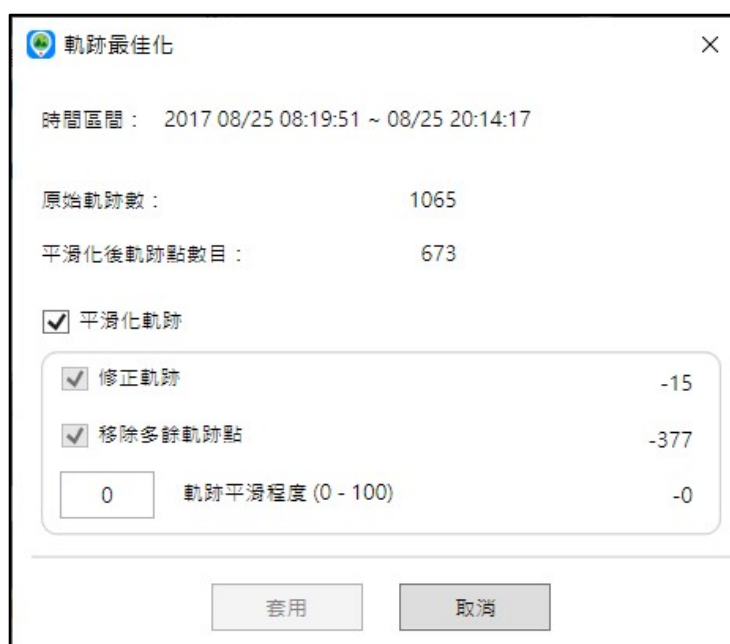 軌跡最佳化
時間區間： 2017 08/25 08:19:51 ~ 08/25 20:14:17
原始軌跡數： 1065
平滑化後軌跡點數目： 673
平滑化軌跡
修正軌跡 -15
移除多餘軌跡點 -377
0 軌跡平滑程度 (0 - 100) -0
套用 取消